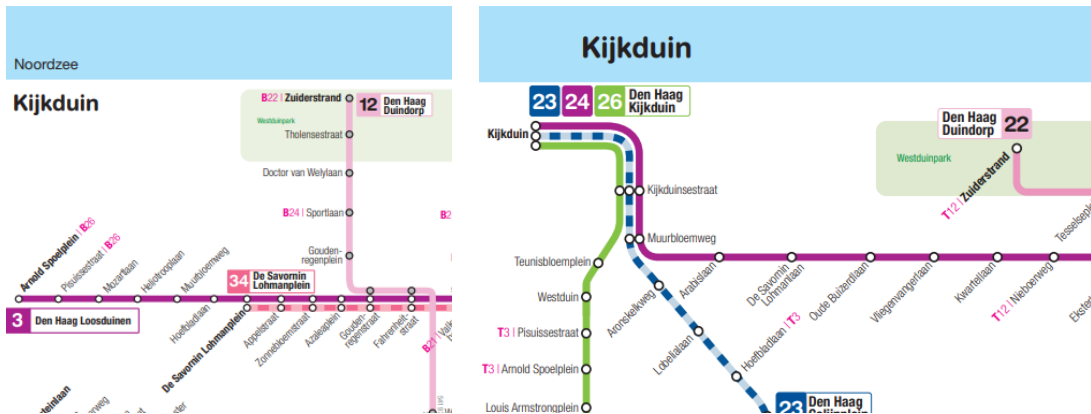 Noordzee
Kijkduin
B22 | Zuiderstrand
12 Den Haag
Duindorp
Westduinpark
Tholensestraat
Doctor van Welylaan
B24 | Sportlaan
Gouden-
regenplein
Arnold Spoelplein | B26
Pisuissestraat | B26
Mozartlaan
Heliotrooplaan
Muurbloemweg
34 De Savornin
Lohmanplein
3 Den Haag Loosduinen
Hoefbladlaan
De Savornin Lohmanplein
Appelstraat
Zonnebloemstraat
Azaleaplein
Gouden-
regenstraat
Fahrenheit-
straat
Kijkduin
23 24 26 Den Haag
Kijkduin
Kijkduin
Kijkduinsestraat
Muurbloemweg
Teunisbloemplein
Westduin
T3 | Pisuissestraat
T3 | Arnold Spoelplein
Louis Armstrongplein
Aronskelkweg
Lobelialaan
Hoefbladlaan | T3
23 Den Haag
Arabislaan
De Savornin
Lohmanlaan
Oude Buizerdlaan
Vliegenvangerlaan
Kwartellaan
T12 | Nieboerweg
Den Haag
Duindorp 22
Westduinpark
T12 | Zuiderstrand